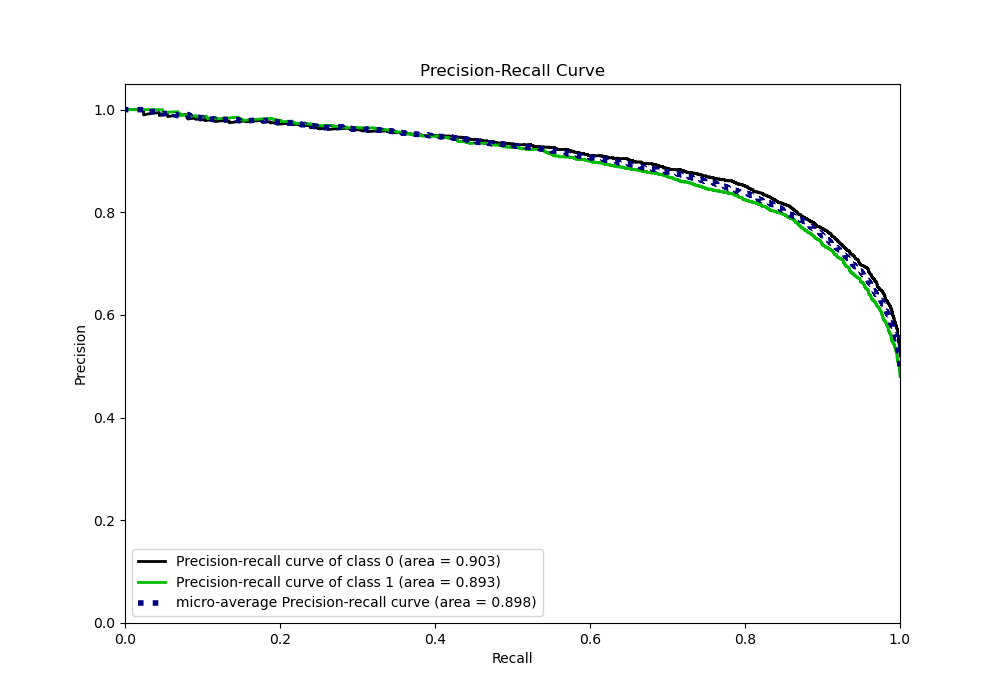 Precision-Recall Curve
1.0
0.8
0.6
0.4
0.2
0.0
Precision
Precision-recall curve of class 0 (area = 0.903)
Precision-recall curve of class 1 (area = 0.893)
micro-average Precision-recall curve (area = 0.898)
0.0 0.2 0.4 0.6 0.8 1.0
Recall